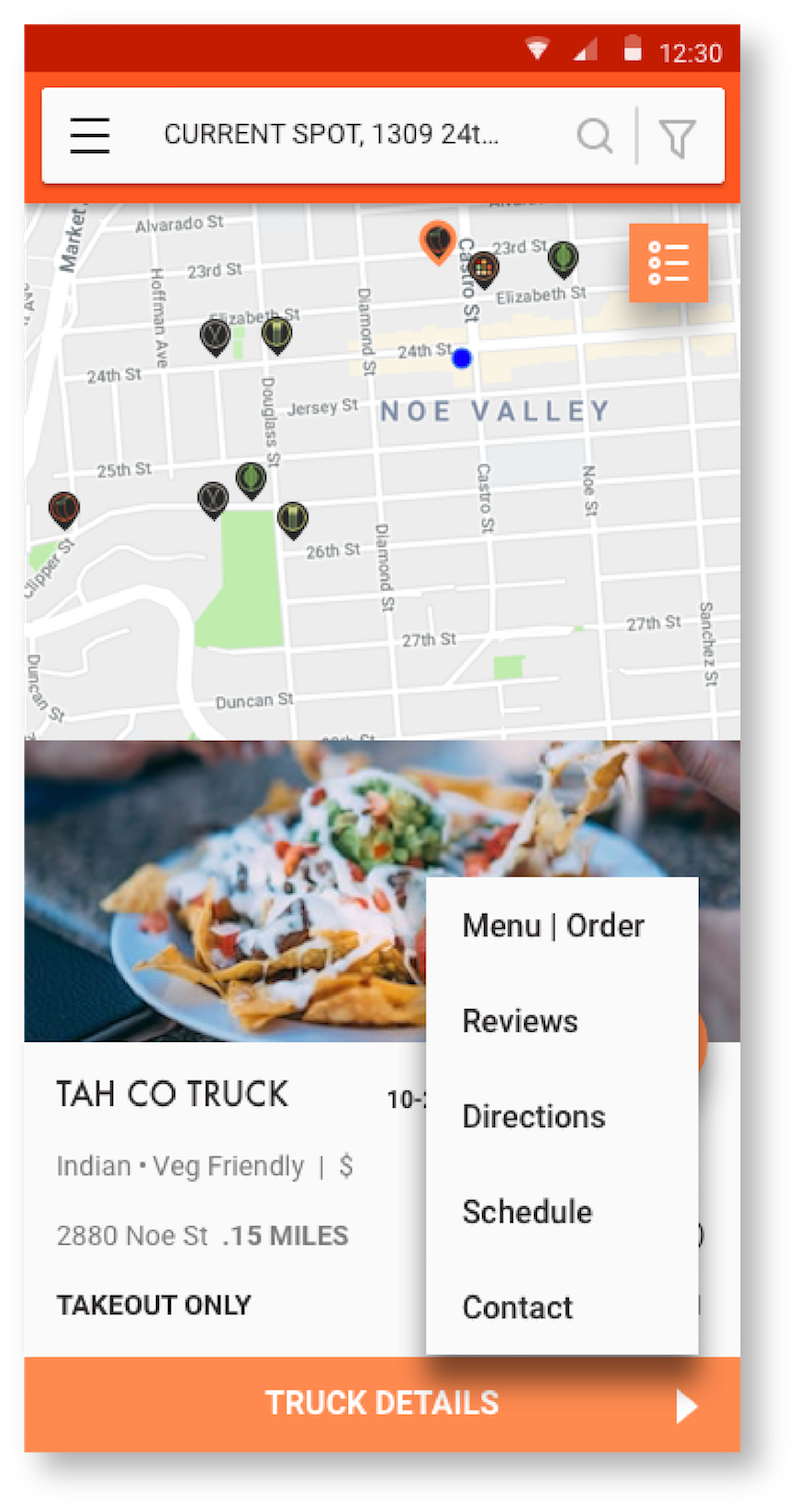 12:30
CURRENT SPOT, 1309 24t...
Alvarado St
Market
23rd St
Hoffman Ave
Castro St
23rd St
Elizabeth St
Elizabeth St
Diamond St
24th St
24th St
Douglass St
Jersey St
NOE VALLEY
25th St
Castro St
Noe St
Clipper St
26th St
Diamond St
27th St
27th St
Sanchez St
Duncan St
Duncan St
Menu | Order
Reviews
TAH CO TRUCK
10-
Directions
Indian • Veg Friendly | $
Schedule
2880 Noe St .15 MILES
)
TAKEOUT ONLY
Contact
TRUCK DETAILS